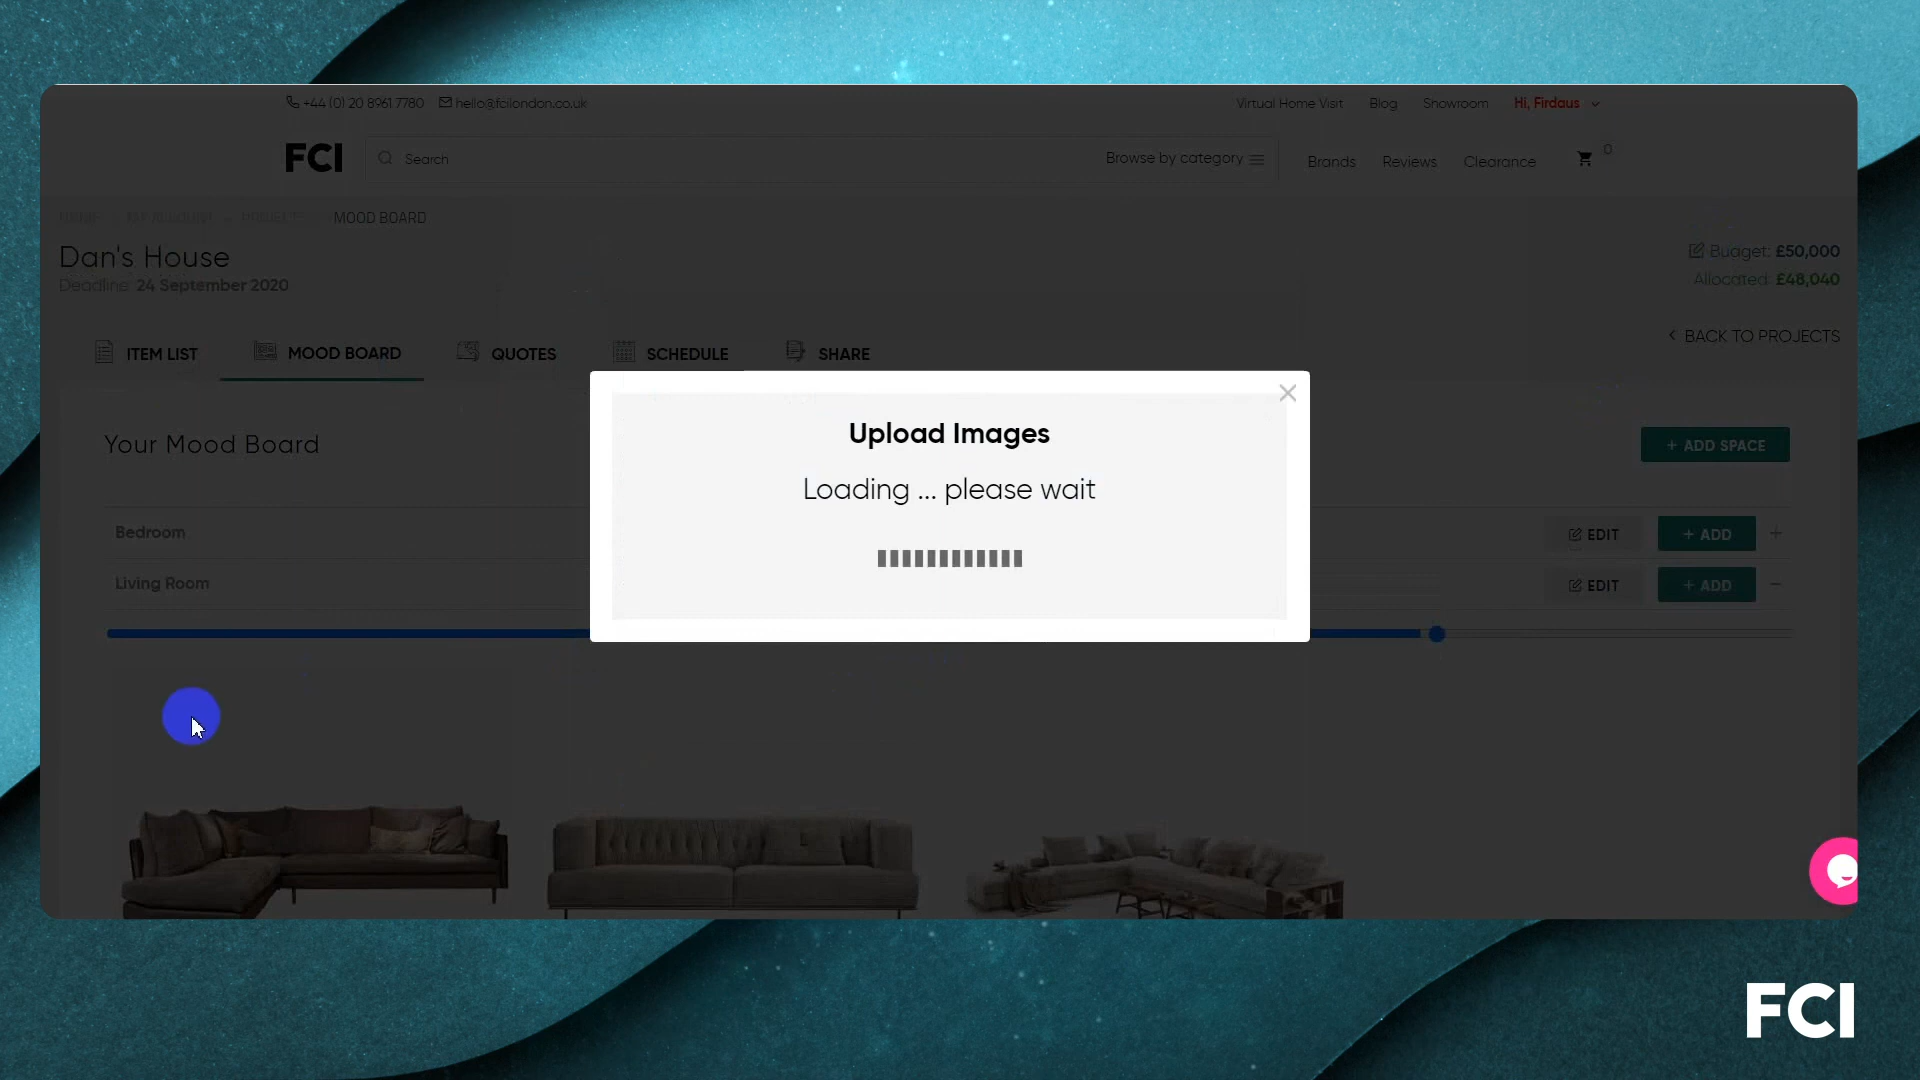 +44 (0) 20 8961 7780 hello@fcilondon.co.uk
Virtual Home Visit Blog Showroom Hi, Firdaus
FCI Search Browse by category Brands Reviews Clearance 0
MOOD BOARD
Dan's House
Deadline: 24 September 2020
Budget: £50,000
Allocated: £48,040
BACK TO PROJECTS
ITEM LIST MOOD BOARD QUOTES SCHEDULE SHARE
Upload Images
Loading ... please wait
Your Mood Board
+ ADD SPACE
Bedroom EDIT + ADD +
Living Room EDIT + ADD −
FCI